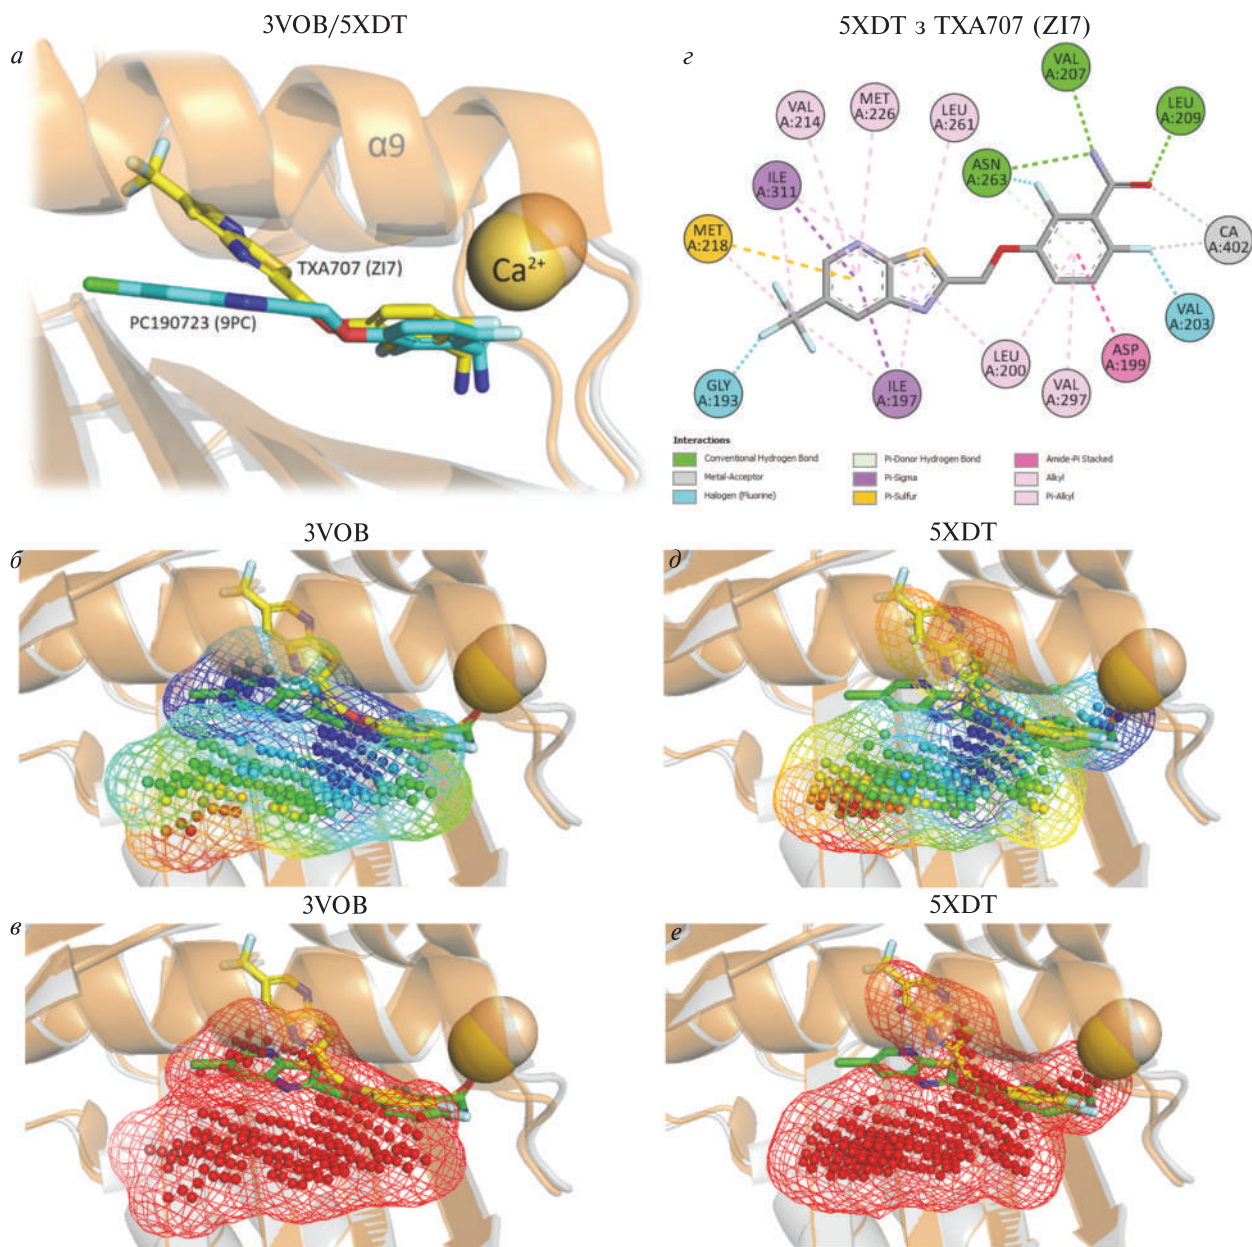 3VOB/5XDT
а
α9
Ca²⁺
TXA707 (ZI7)
PC190723 (9PC)
5XDT з TXA707 (ZI7)
г
VAL
A:207
LEU
A:209
VAL
A:214
MET
A:226
LEU
A:261
ASN
A:263
ILE
A:311
MET
A:218
CA
A:402
VAL
A:203
GLY
A:193
ILE
A:197
LEU
A:200
VAL
A:297
ASP
A:199
Interactions
Conventional Hydrogen Bond
Metal-Acceptor
Halogen (Fluorine)
Pi-Donor Hydrogen Bond
Pi-Sigma
Pi-Sulfur
Amide-Pi Stacked
Alkyl
Pi-Alkyl
3VOB
б
5XDT
д
3VOB
в
5XDT
е